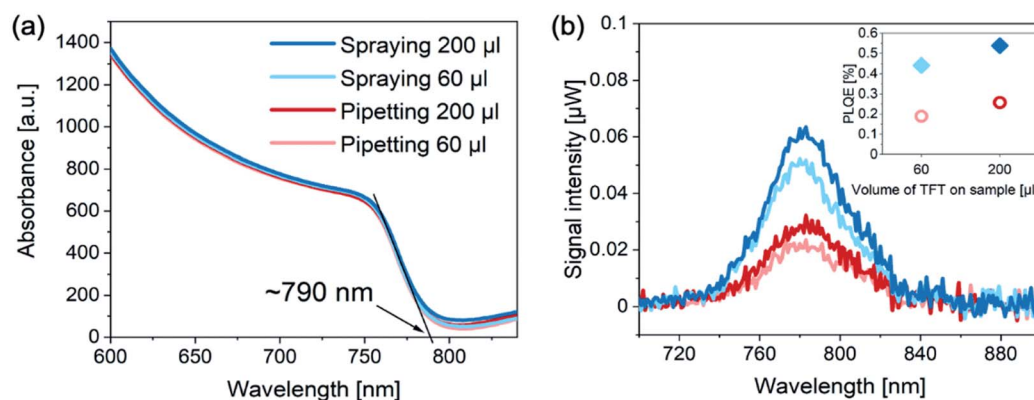 (a)
1400
1200
1000
800
600
400
200
0
Absorbance [a.u.]
Spraying 200 µl
Spraying 60 µl
Pipetting 200 µl
Pipetting 60 µl
~790 nm
600 650 700 750 800
Wavelength [nm]
(b)
0.1
0.08
0.06
0.04
0.02
0
Signal intensity [µW]
0.6
0.5
0.4
0.3
0.2
0.1
0
PLQE [%]
60 200
Volume of TFT on sample [µl
720 760 800 840 880
Wavelength [nm]